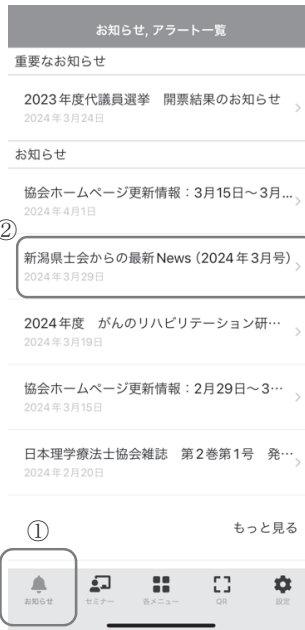 お知らせ, アラート一覧
重要なお知らせ
2023年度代議員選挙　開票結果のお知らせ
2024年3月24日
お知らせ
協会ホームページ更新情報：3月15日～3月...
2024年4月1日
②
新潟県士会からの最新News（2024年3月号）
2024年3月29日
2024年度　がんのリハビリテーション研…
2024年3月19日
協会ホームページ更新情報：2月29日～3…
2024年3月15日
日本理学療法士協会雑誌　第2巻第1号　発…
2024年2月20日
もっと見る
①
お知らせ
セミナー
各メニュー
QR
設定